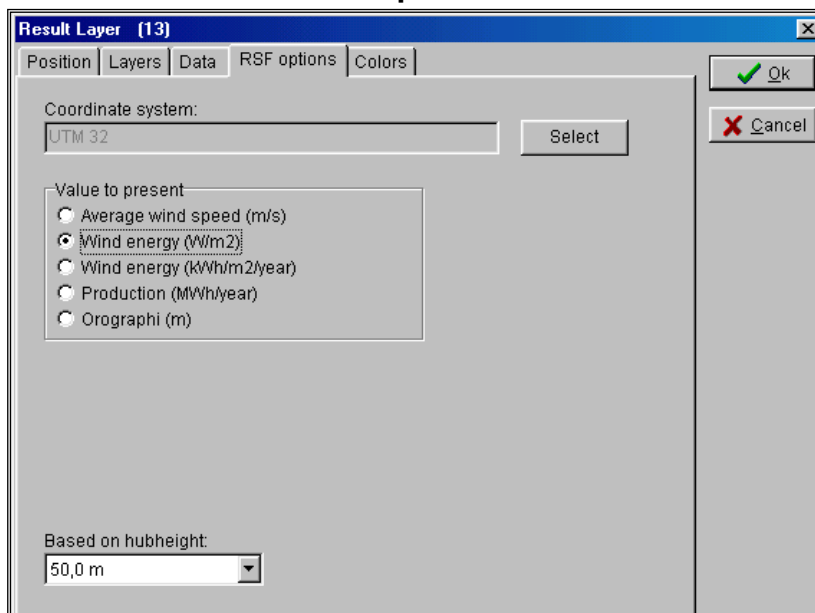 Result Layer (13)
Position Layers Data RSF options Colors
Ok
Cancel
Coordinate system:
UTM 32
Select
Value to present
Average wind speed (m/s)
Wind energy (W/m2)
Wind energy (kWh/m2/year)
Production (MWh/year)
Orographi (m)
Based on hubheight:
50,0 m